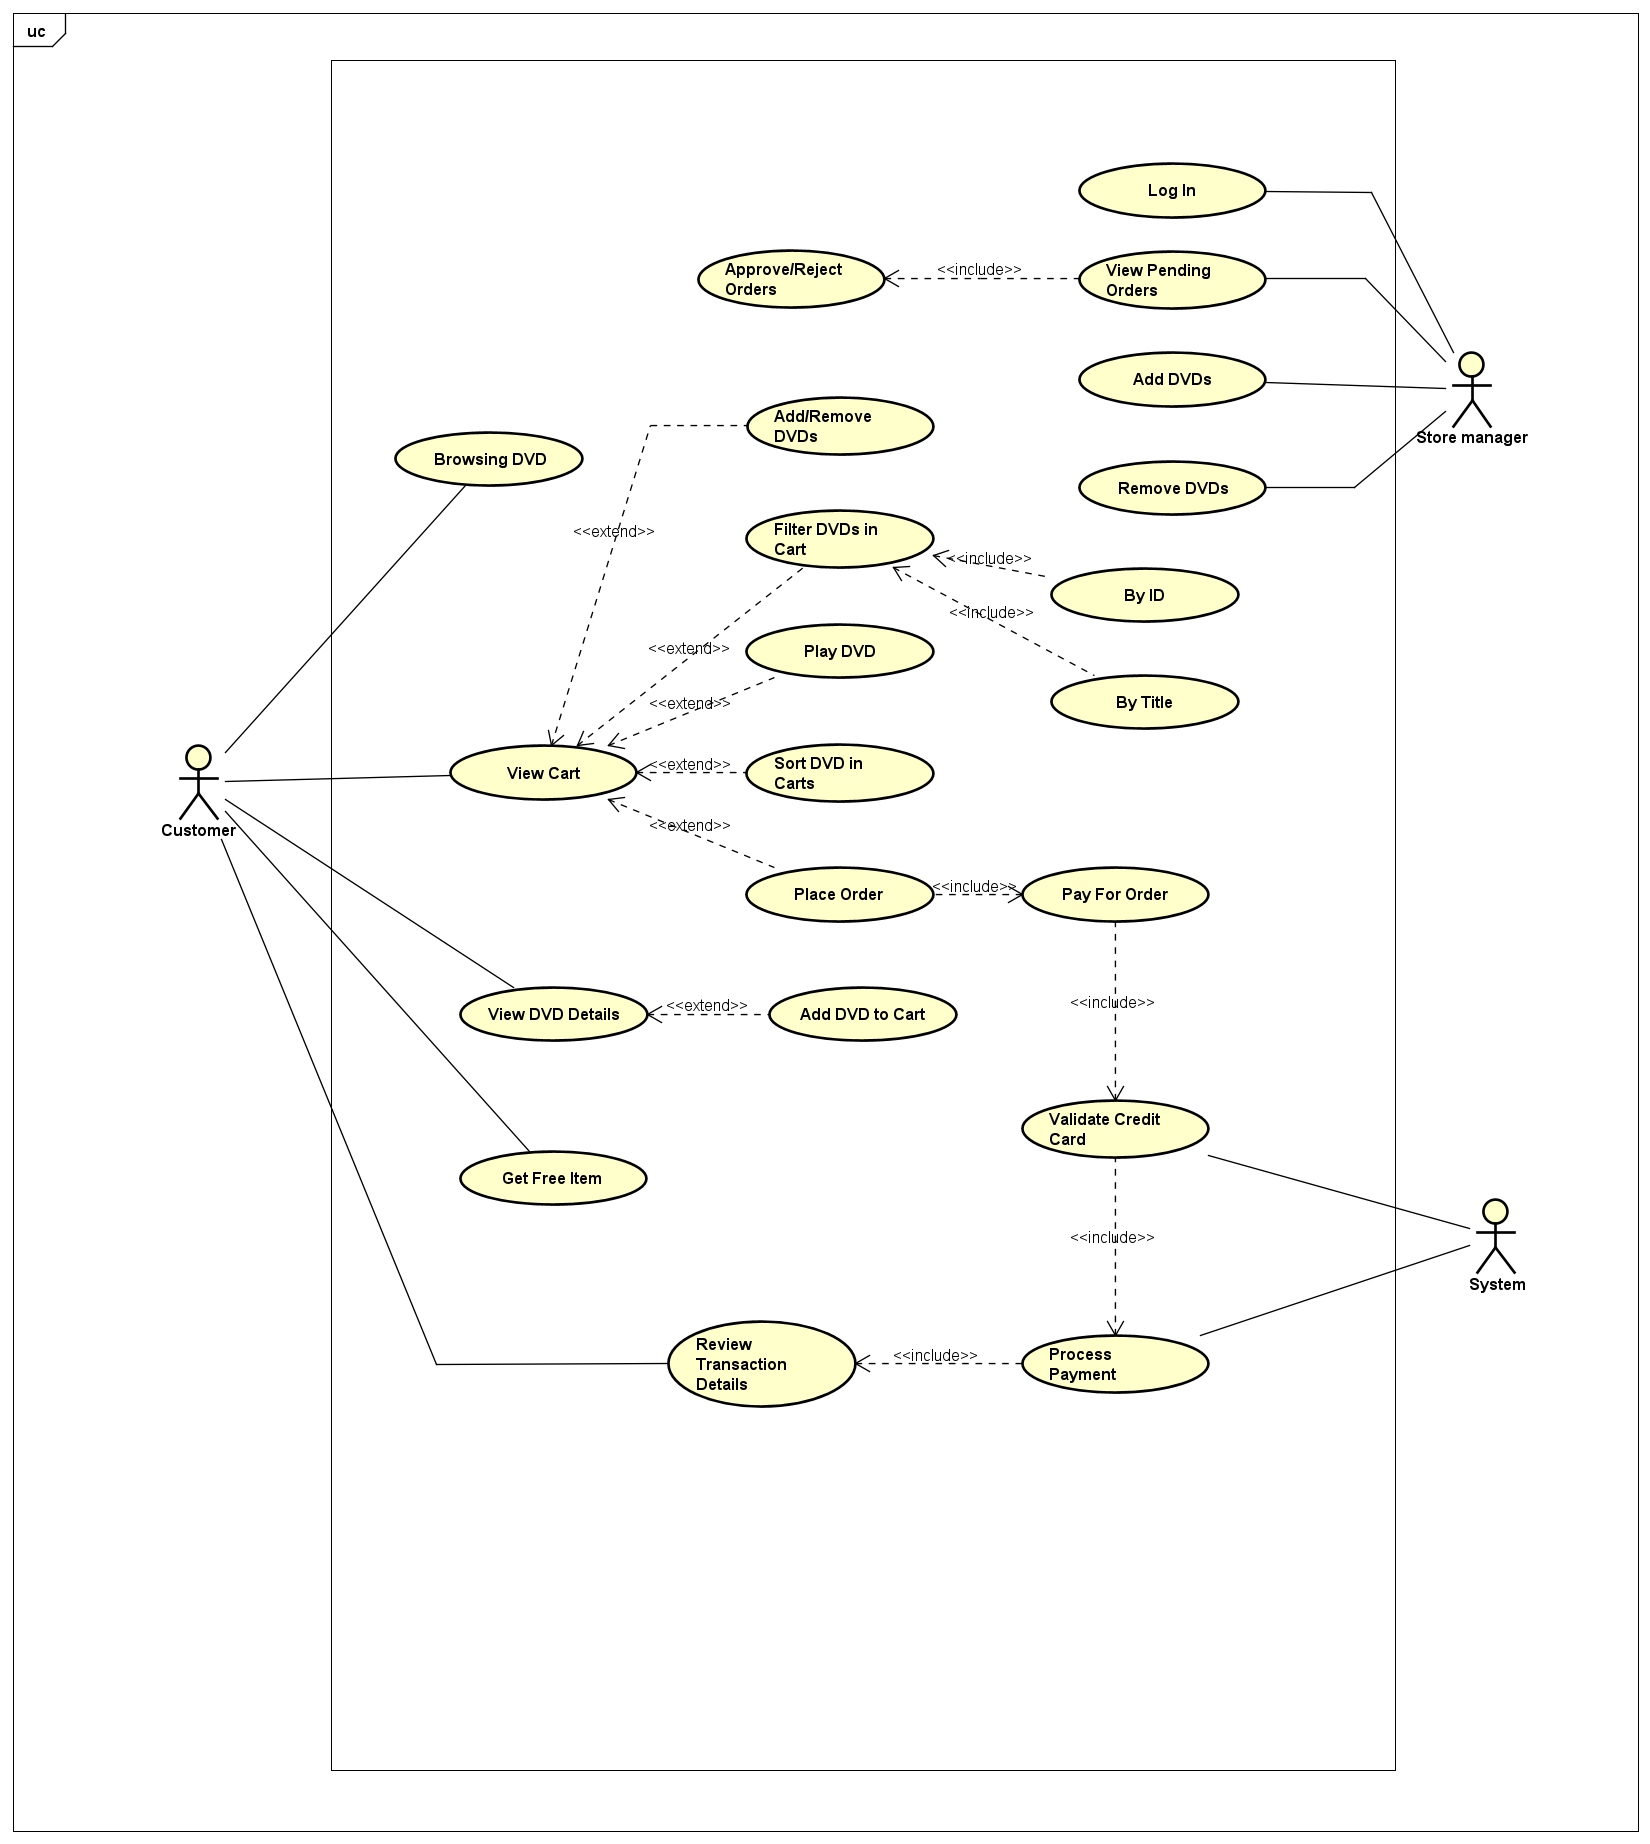 uc
Log In
Approve/Reject
Orders
<<include>>
View Pending
Orders
Add DVDs
Store manager
Add/Remove
DVDs
Browsing DVD
Remove DVDs
<<extend>>
Filter DVDs in
Cart
<<include>>
By ID
<<include>>
<<extend>>
Play DVD
By Title
<<extend>>
View Cart
<<extend>>
Sort DVD in
Carts
Customer
<<extend>>
Place Order
<<include>>
Pay For Order
<<include>>
View DVD Details
<<extend>>
Add DVD to Cart
Validate Credit
Card
Get Free Item
<<include>>
System
Review
Transaction
Details
<<include>>
Process
Payment